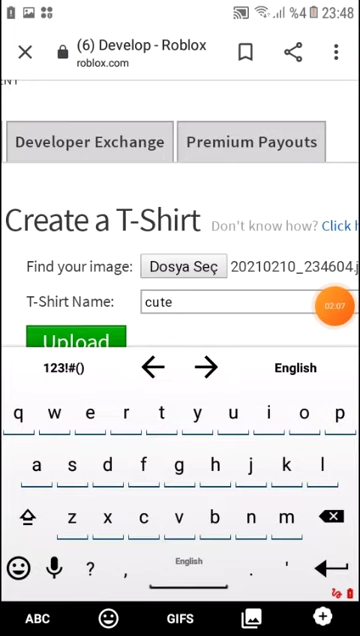 %4 23:48
(6) Develop - Roblox
roblox.com
Developer Exchange Premium Payouts
Create a T-Shirt Don't know how? Click h
Find your image: Dosya Seç 20210210_234604.j
T-Shirt Name: cute
02:07
Upload
123!#() English
q w e r t y u i o p
a s d f g h j k l
z x c v b n m
? , English . '
ABC GIFS